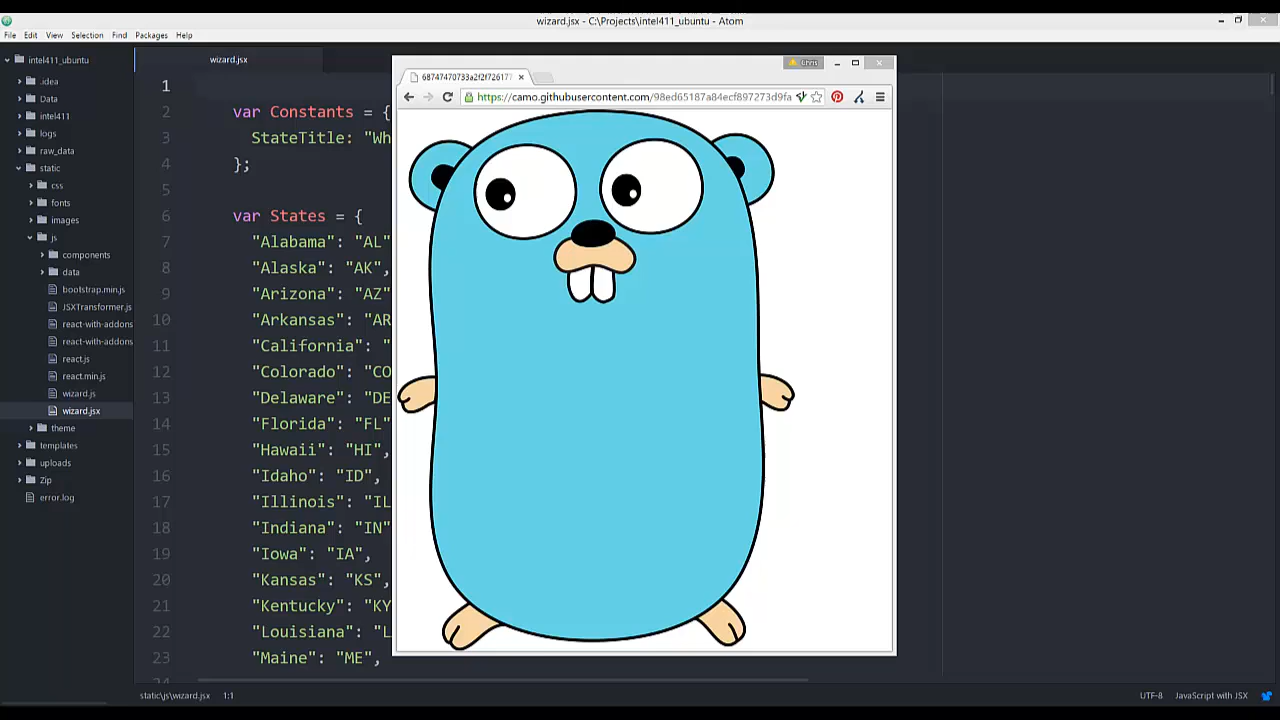 wizard.jsx - C:\Projects\intel411_ubuntu - Atom
File Edit View Selection Find Packages Help
intel411_ubuntu
.idea
Data
intel411
logs
raw_data
static
css
fonts
images
js
components
data
bootstrap.min.js
JSXTransformer.js
react-with-addons
react-with-addons
react.js
react.min.js
wizard.js
wizard.jsx
theme
templates
uploads
Zip
error.log
wizard.jsx
1
2 var Constants = {
3 StateTitle: "Wh
4 };
5
6 var States = {
7 "Alabama": "AL"
8 "Alaska": "AK",
9 "Arizona": "AZ"
10 "Arkansas": "AR
11 "California": "
12 "Colorado": "CO
13 "Delaware": "DE
14 "Florida": "FL"
15 "Hawaii": "HI",
16 "Idaho": "ID",
17 "Illinois": "IL
18 "Indiana": "IN"
19 "Iowa": "IA",
20 "Kansas": "KS",
21 "Kentucky": "KY
22 "Louisiana": "L
23 "Maine": "ME",
Chris
68747470733a2f2f726177
https://camo.githubusercontent.com/98ed65187a84ecf897273d9fa
static\js\wizard.jsx 1:1
UTF-8 JavaScript with JSX